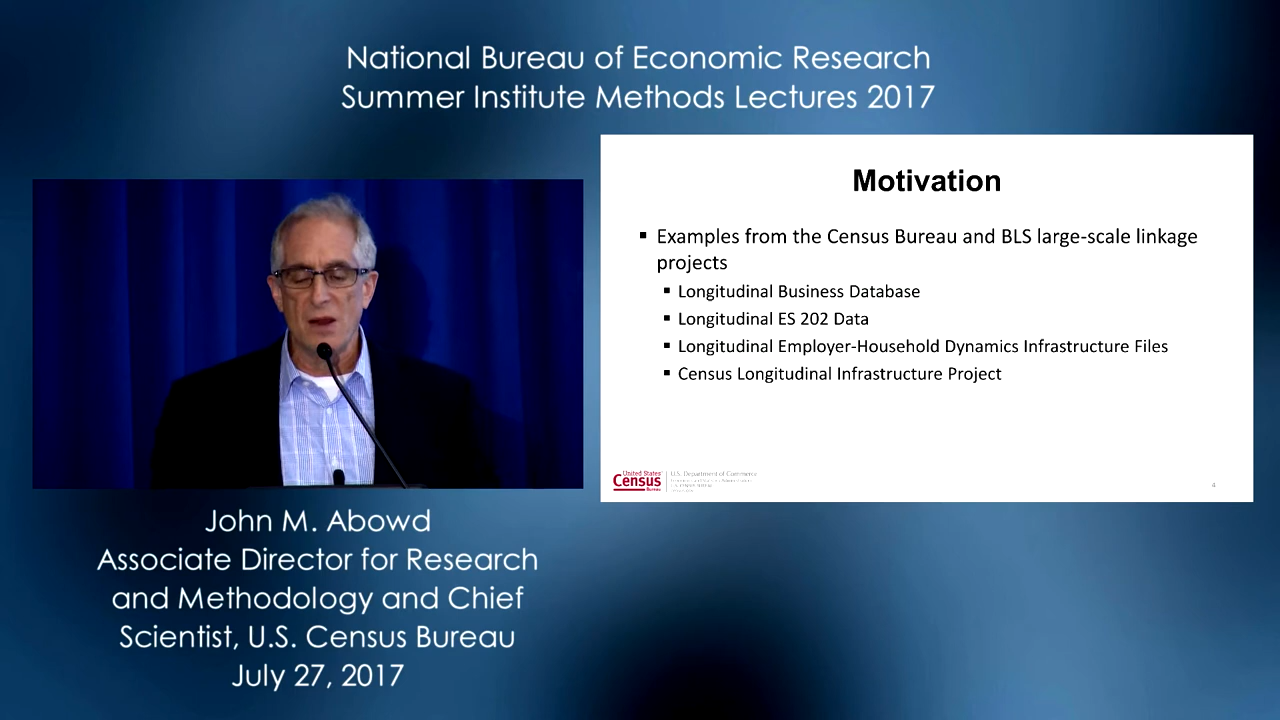 National Bureau of Economic Research
Summer Institute Methods Lectures 2017
Motivation
▪ Examples from the Census Bureau and BLS large-scale linkage
projects
▪ Longitudinal Business Database
▪ Longitudinal ES 202 Data
▪ Longitudinal Employer-Household Dynamics Infrastructure Files
▪ Census Longitudinal Infrastructure Project
United States
Census
Bureau
U.S. Department of Commerce
4
John M. Abowd
Associate Director for Research
and Methodology and Chief
Scientist, U.S. Census Bureau
July 27, 2017